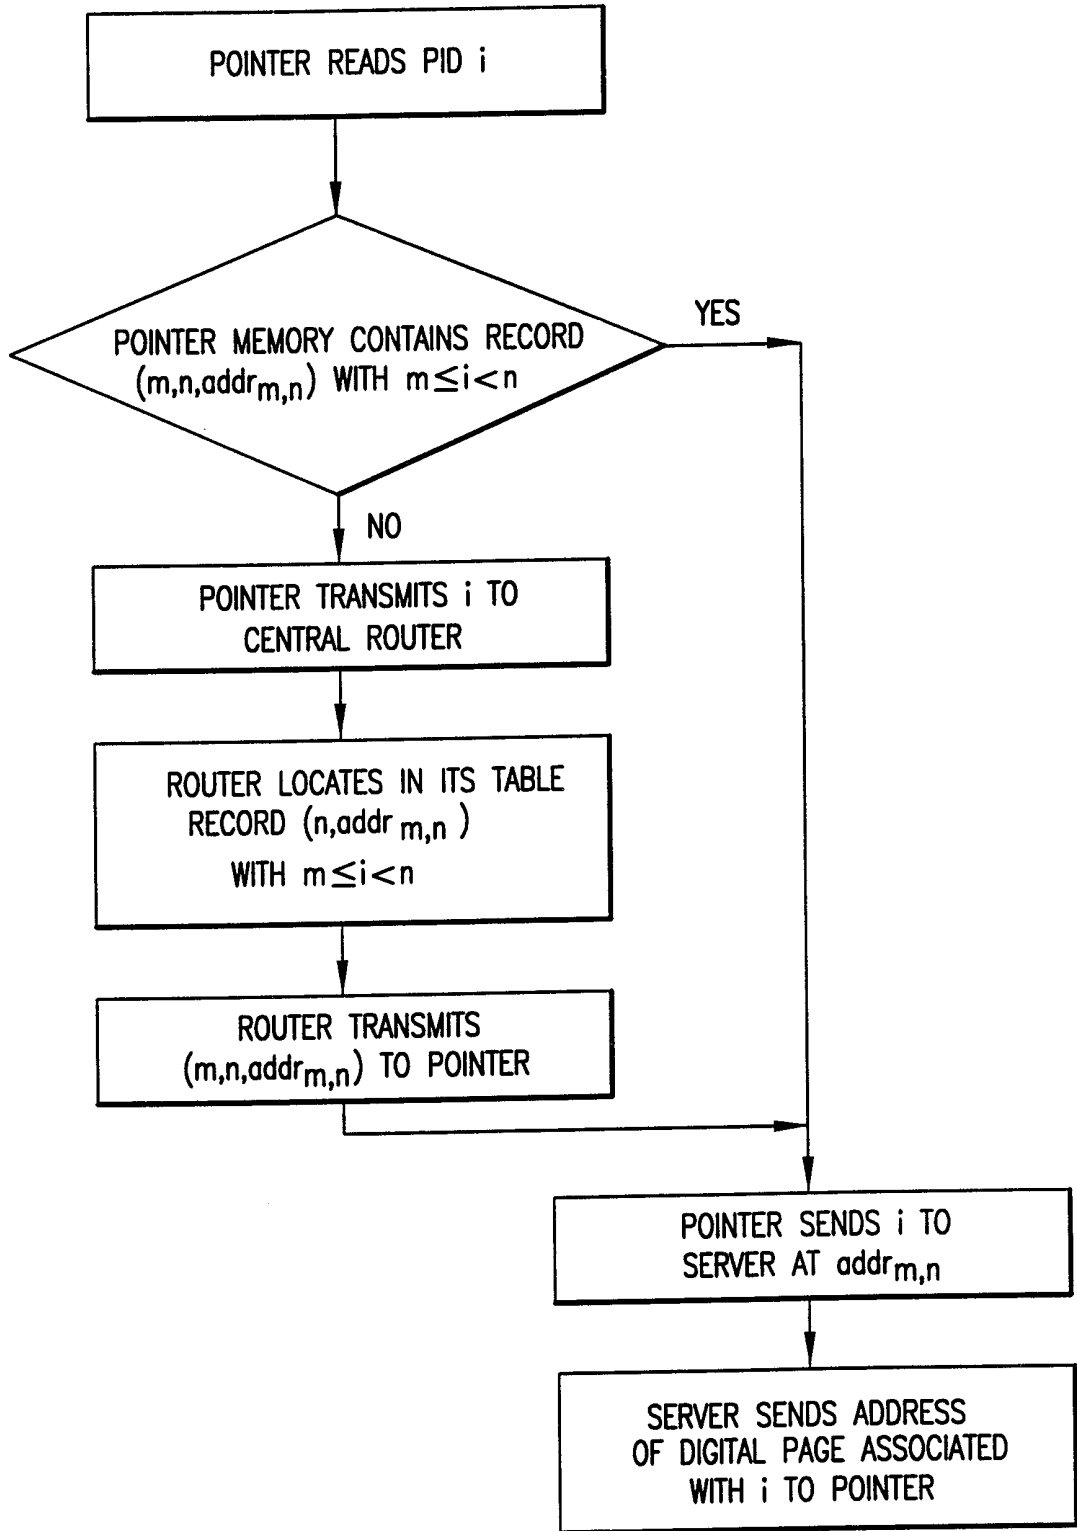 POINTER READS PID i
POINTER MEMORY CONTAINS RECORD
(m,n,addrm,n) WITH m≤i<n
YES
NO
POINTER TRANSMITS i TO
CENTRAL ROUTER
ROUTER LOCATES IN ITS TABLE
RECORD (n,addr m,n )
WITH m≤i<n
ROUTER TRANSMITS
(m,n,addrm,n) TO POINTER
POINTER SENDS i TO
SERVER AT addrm,n
SERVER SENDS ADDRESS
OF DIGITAL PAGE ASSOCIATED
WITH i TO POINTER